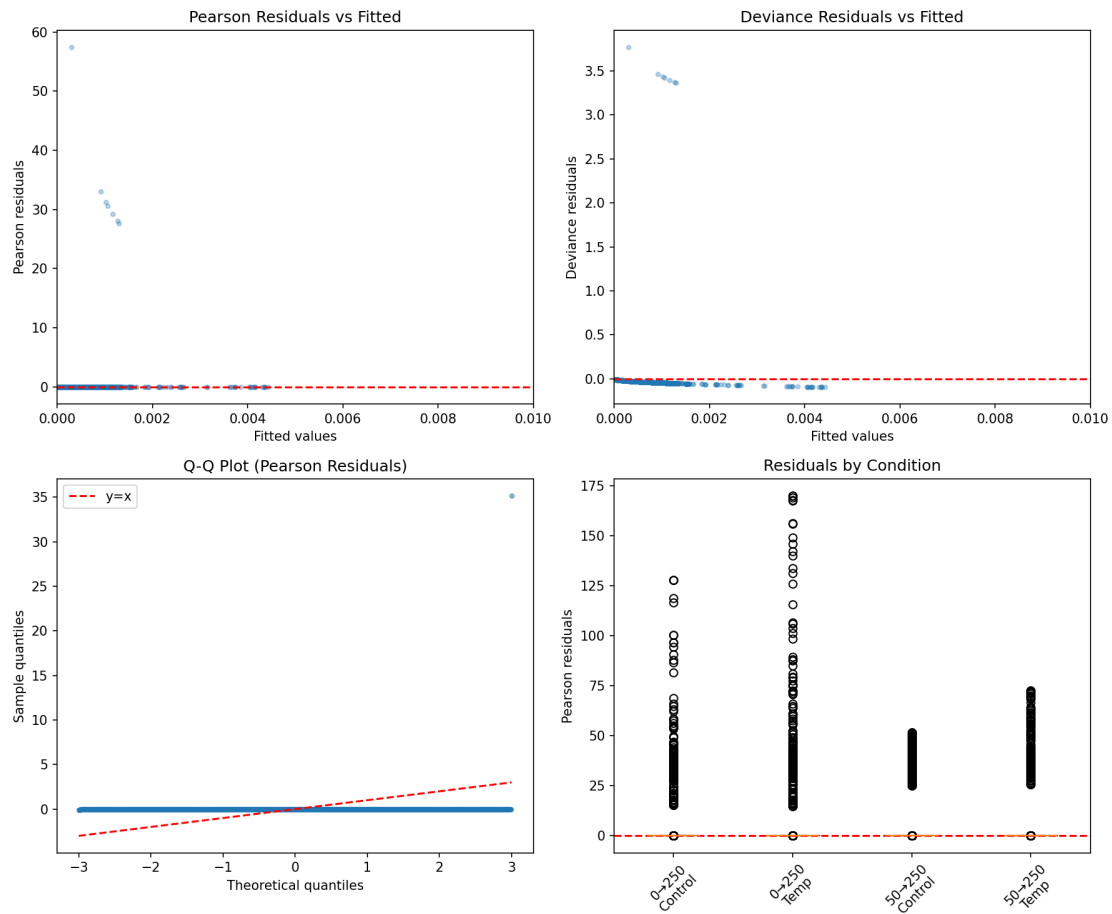 Pearson Residuals vs Fitted
Pearson residuals
60
50
40
30
20
10
0
0.000 0.002 0.004 0.006 0.008 0.010
Fitted values
Deviance Residuals vs Fitted
Deviance residuals
3.5
3.0
2.5
2.0
1.5
1.0
0.5
0.0
0.000 0.002 0.004 0.006 0.008 0.010
Fitted values
Q-Q Plot (Pearson Residuals)
y=x
Sample quantiles
35
30
25
20
15
10
5
0
−3 −2 −1 0 1 2 3
Theoretical quantiles
Residuals by Condition
Pearson residuals
175
150
125
100
75
50
25
0
0→250
Control
0→250
Temp
50→250
Control
50→250
Temp